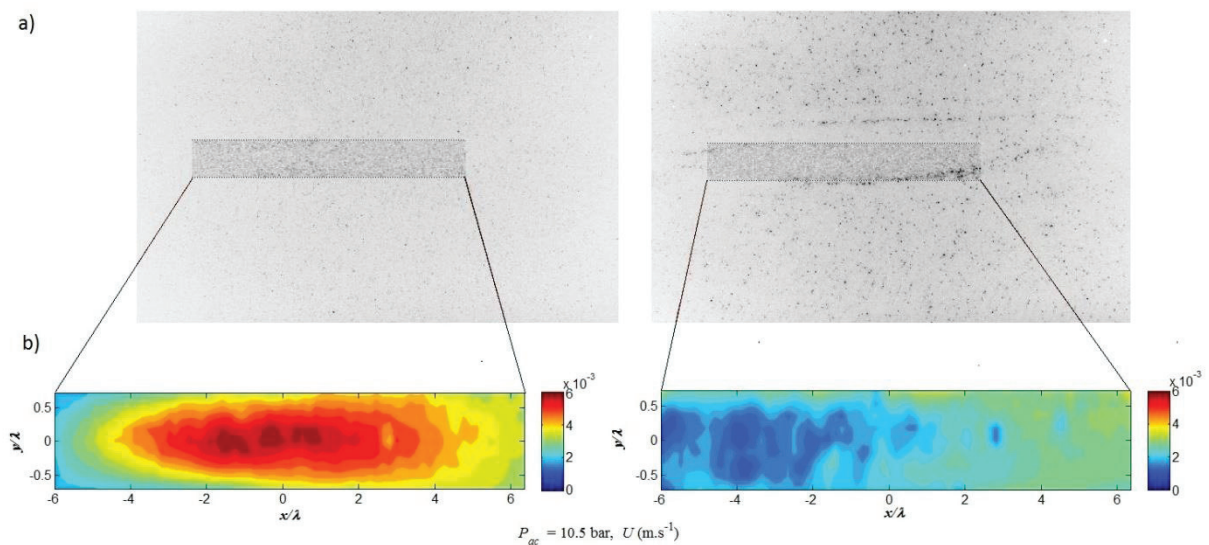 a)
b)
x 10⁻³ x 10⁻³
6 6
0.5 0.5
4 4
y/λ 0 y/λ 0
2 2
-0.5 -0.5
0 0
-6 -4 -2 0 2 4 6 -6 -4 -2 0 2 4 6
x/λ x/λ
P_ac = 10.5 bar, U (m.s⁻¹)